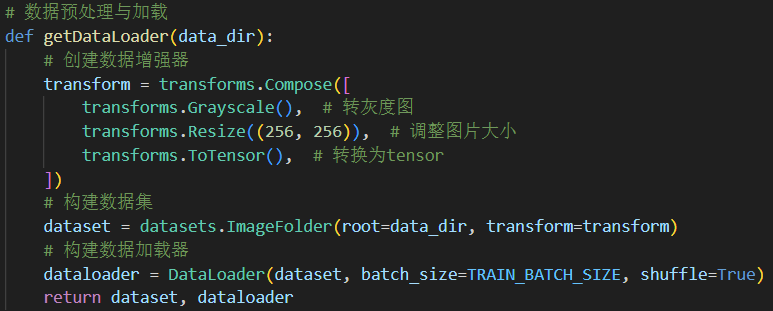 # 数据预处理与加载
def getDataLoader(data_dir):
    # 创建数据增强器
    transform = transforms.Compose([
        transforms.Grayscale(),  # 转灰度图
        transforms.Resize((256, 256)),  # 调整图片大小
        transforms.ToTensor(),  # 转换为tensor
    ])
    # 构建数据集
    dataset = datasets.ImageFolder(root=data_dir, transform=transform)
    # 构建数据加载器
    dataloader = DataLoader(dataset, batch_size=TRAIN_BATCH_SIZE, shuffle=True)
    return dataset, dataloader